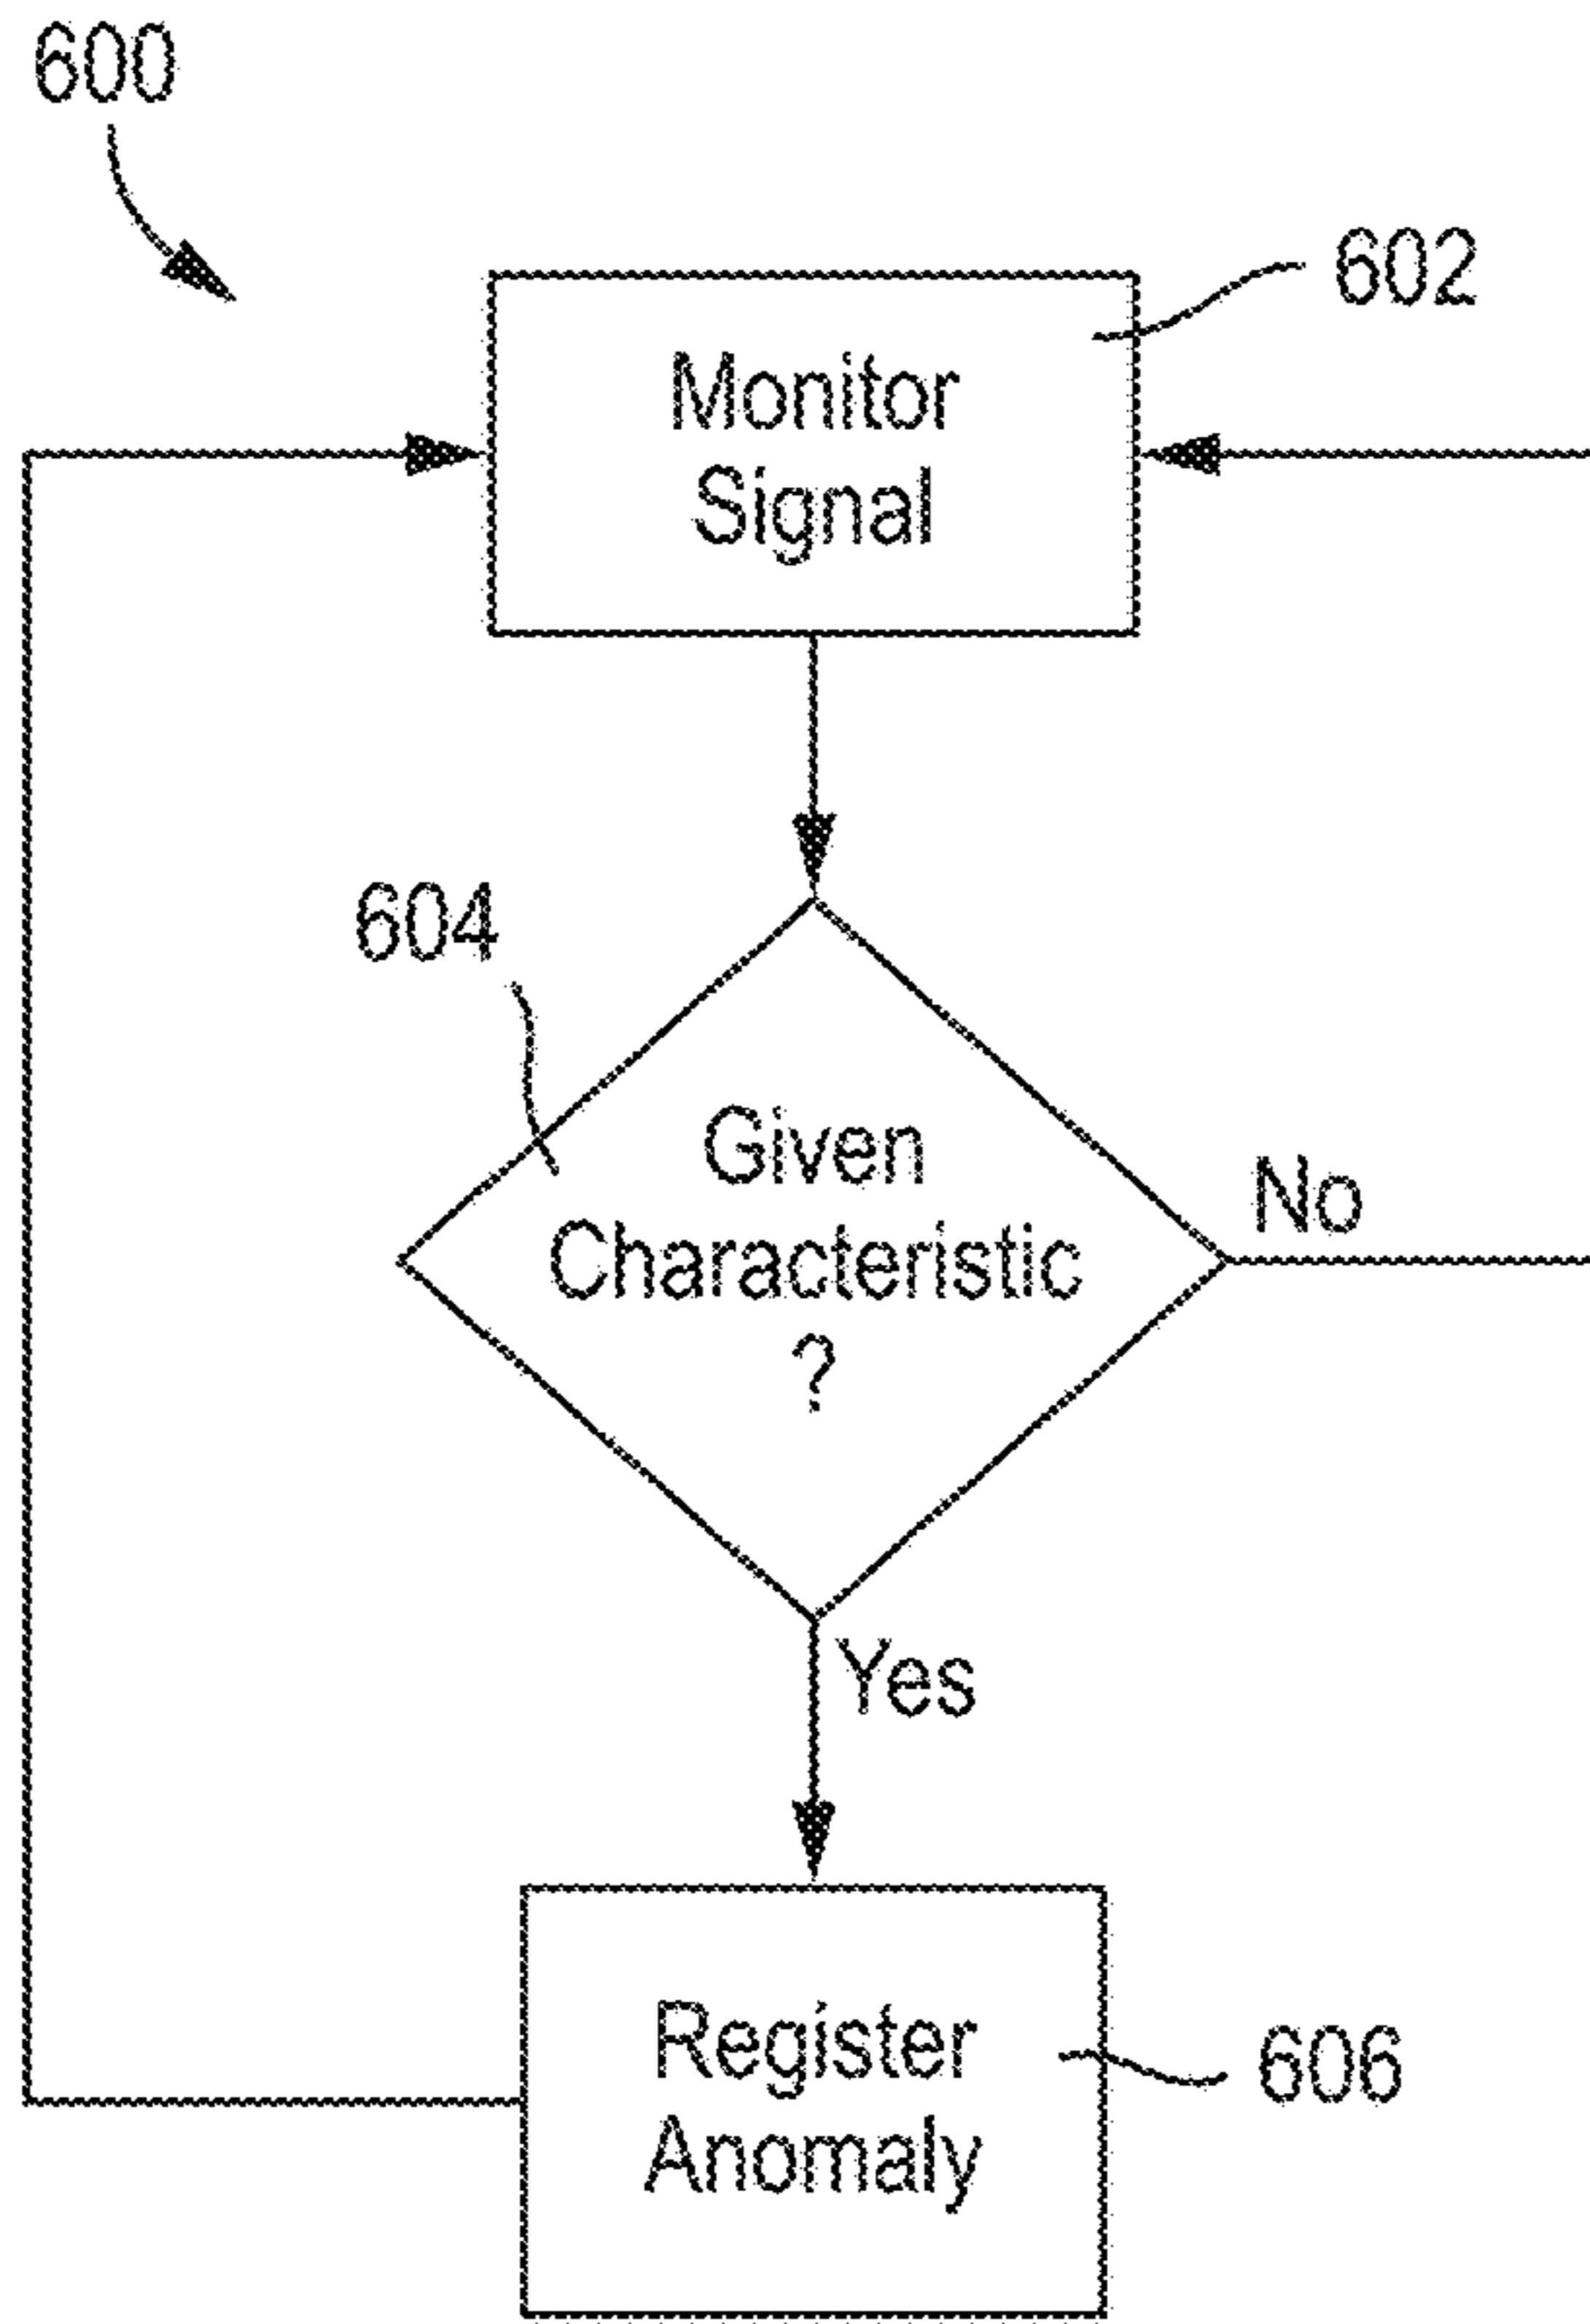 600
602
Monitor
Signal
604
Given
Characteristic
?
No
Yes
Register
Anomaly
606